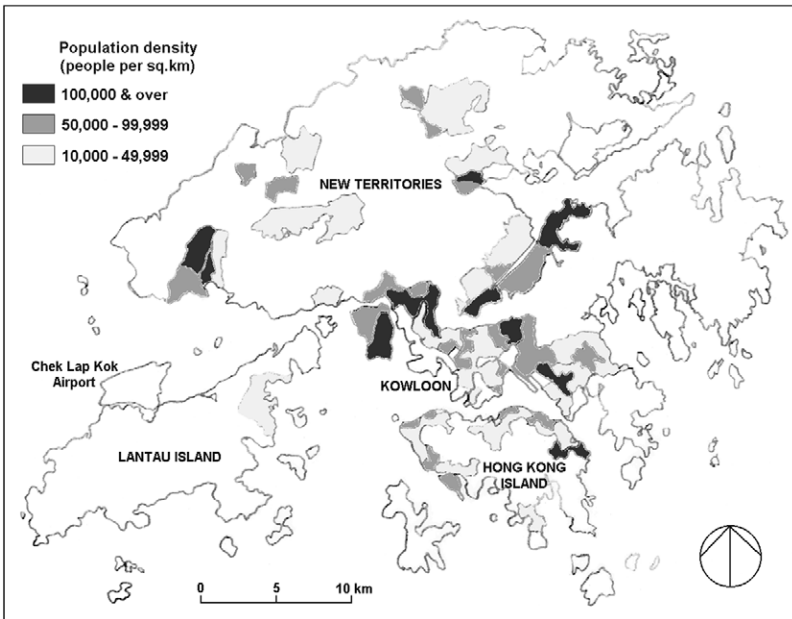 Population density
(people per sq.km)
100,000 & over
50,000 - 99,999
10,000 - 49,999
NEW TERRITORIES
Chek Lap Kok
Airport
KOWLOON
LANTAU ISLAND
HONG KONG
ISLAND
0 5 10 km